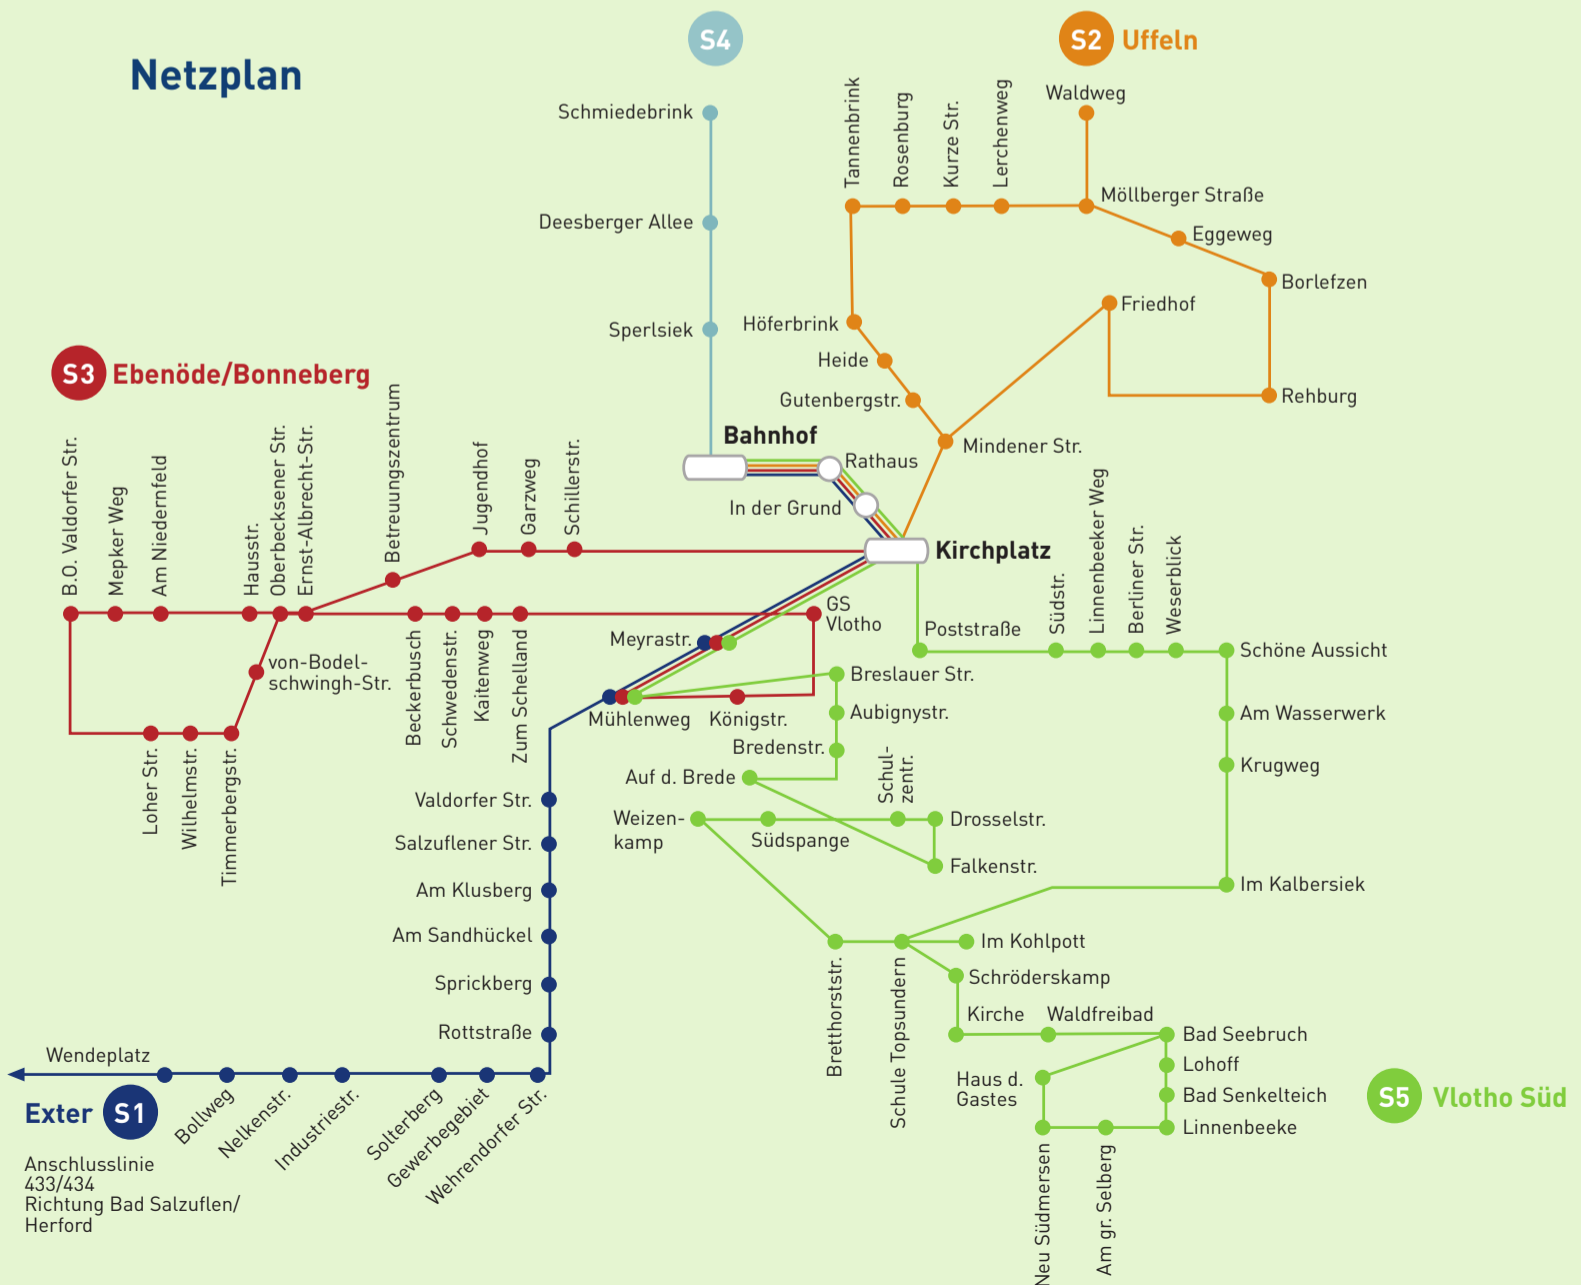 Netzplan
S4
S2 Uffeln
Schmiedebrink
Deesberger Allee
Sperlsiek
Tannenbrink
Rosenburg
Kurze Str.
Lerchenweg
Waldweg
Möllberger Straße
Eggeweg
Borlefzen
Friedhof
Rehburg
Höferbrink
Heide
Gutenbergstr.
Mindener Str.
S3 Ebenöde/Bonneberg
Bahnhof
Rathaus
In der Grund
Kirchplatz
B.O. Valdorfer Str.
Mepker Weg
Am Niedernfeld
Hausstr.
Oberbecksener Str.
Ernst-Albrecht-Str.
Betreuungszentrum
Jugendhof
Garzweg
Schillerstr.
GS
Vlotho
von-Bodel-
schwingh-Str.
Beckerbusch
Schwedenstr.
Kaitenweg
Zum Schelland
Loher Str.
Wilhelmstr.
Timmerbergstr.
Meyrastr.
Mühlenweg
Königstr.
Poststraße
Südstr.
Linnenbeeker Weg
Berliner Str.
Weserblick
Schöne Aussicht
Am Wasserwerk
Krugweg
Im Kalbersiek
Breslauer Str.
Aubignystr.
Bredenstr.
Auf d. Brede
Schul-
zentr.
Weizen-
kamp
Südspange
Drosselstr.
Falkenstr.
Valdorfer Str.
Salzuflener Str.
Am Klusberg
Am Sandhückel
Sprickberg
Rottstraße
Bretthorststr.
Schule Topsundern
Im Kohlpott
Schröderskamp
Kirche
Waldfreibad
Bad Seebruch
Lohoff
Bad Senkelteich
Linnenbeeke
Haus d.
Gastes
Neu Südmersen
Am gr. Selberg
S5 Vlotho Süd
Wendeplatz
Exter S1
Bollweg
Nelkenstr.
Industriestr.
Solterberg
Gewerbegebiet
Wehrendorfer Str.
Anschlusslinie
433/434
Richtung Bad Salzuflen/
Herford